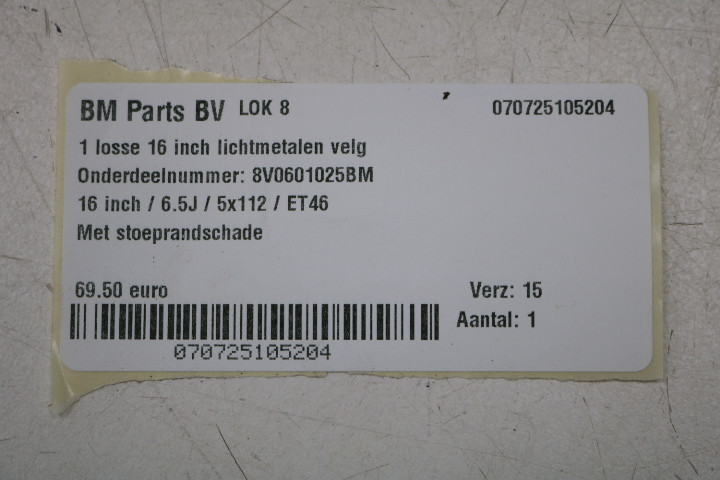 BM Parts BV LOK 8 070725105204
1 losse 16 inch lichtmetalen velg
Onderdeelnummer: 8V0601025BM
16 inch / 6.5J / 5x112 / ET46
Met stoeprandschade
69.50 euro Verz: 15
Aantal: 1
070725105204